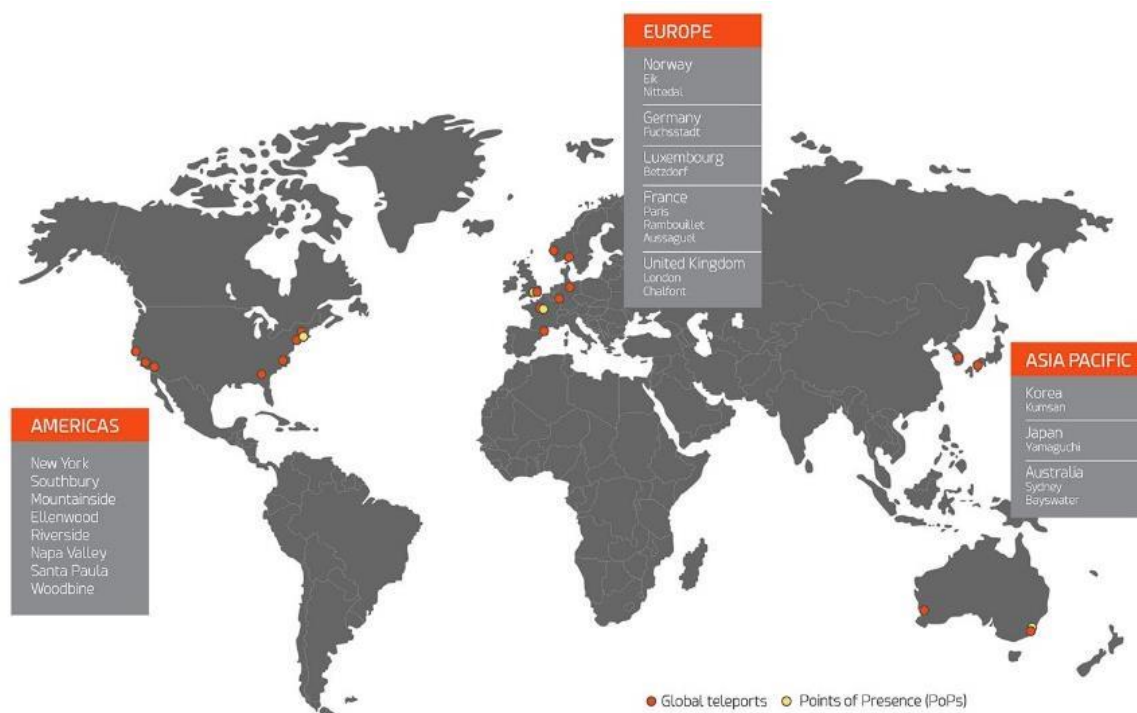 EUROPE
Norway
Eik
Nittedal
Germany
Fuchsstadt
Luxembourg
Betzdorf
France
Paris
Rambouillet
Aussaguel
United Kingdom
London
Chalfont
ASIA PACIFIC
Korea
Kumsan
Japan
Yamaguchi
Australia
Sydney
Bayswater
AMERICAS
New York
Southbury
Mountainside
Ellenwood
Riverside
Napa Valley
Santa Paula
Woodbine
Global teleports
Points of Presence (PoPs)